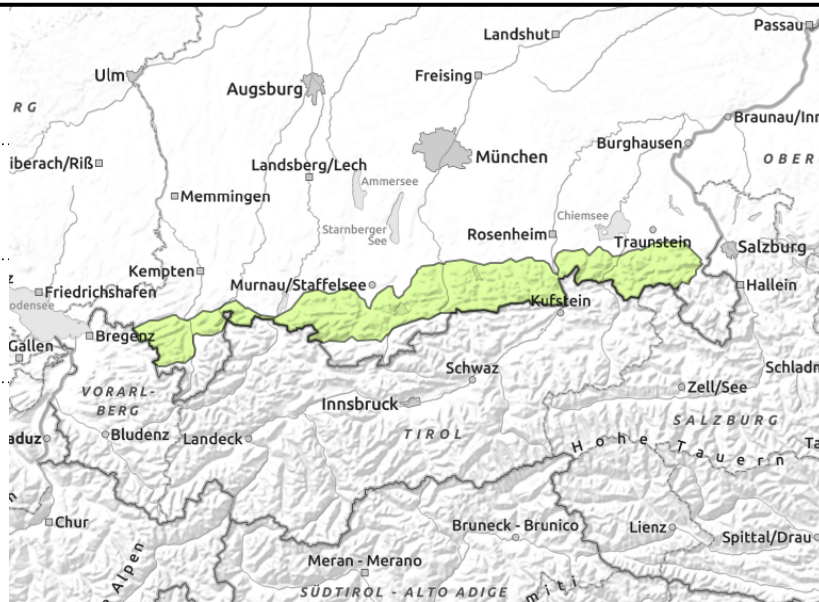 Passau
Landshut
Ulm
Freising
Augsburg
RG
Braunau/Inn
Burghausen
OBER
iberach/Riß
Landsberg/Lech
München
Ammersee
Memmingen
Starnberger
See
Chiemsee
Rosenheim
Traunstein
Salzburg
Kempten
Murnau/Staffelsee
Hallein
z
Friedrichshafen
odensee
Kufstein
Bregenz
Gallen
Schwaz
Schladm
Zell/See
VORARL-
BERG
Innsbruck
SALZBURG
aduz
Bludenz
Landeck
TIROL
Hohe Tauern
Ta
n
Chur
Bruneck - Brunico
Lienz
Spittal/Drau
Meran - Merano
Alpen
SÜDTIROL - ALTO ADIGE
miti